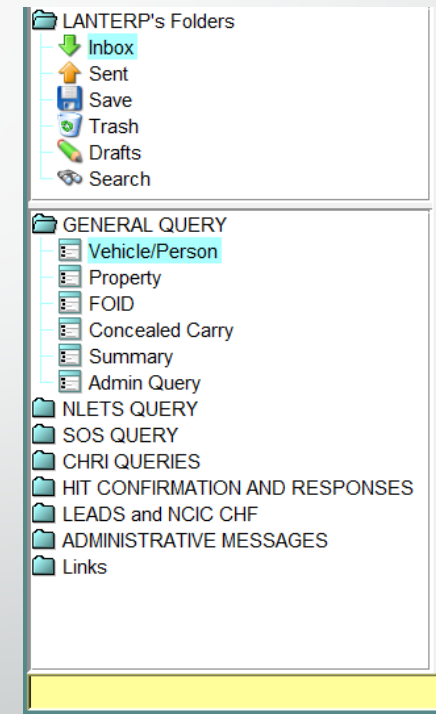 LANTERP's Folders
Inbox
Sent
Save
Trash
Drafts
Search
GENERAL QUERY
Vehicle/Person
Property
FOID
Concealed Carry
Summary
Admin Query
NLETS QUERY
SOS QUERY
CHRI QUERIES
HIT CONFIRMATION AND RESPONSES
LEADS and NCIC CHF
ADMINISTRATIVE MESSAGES
Links